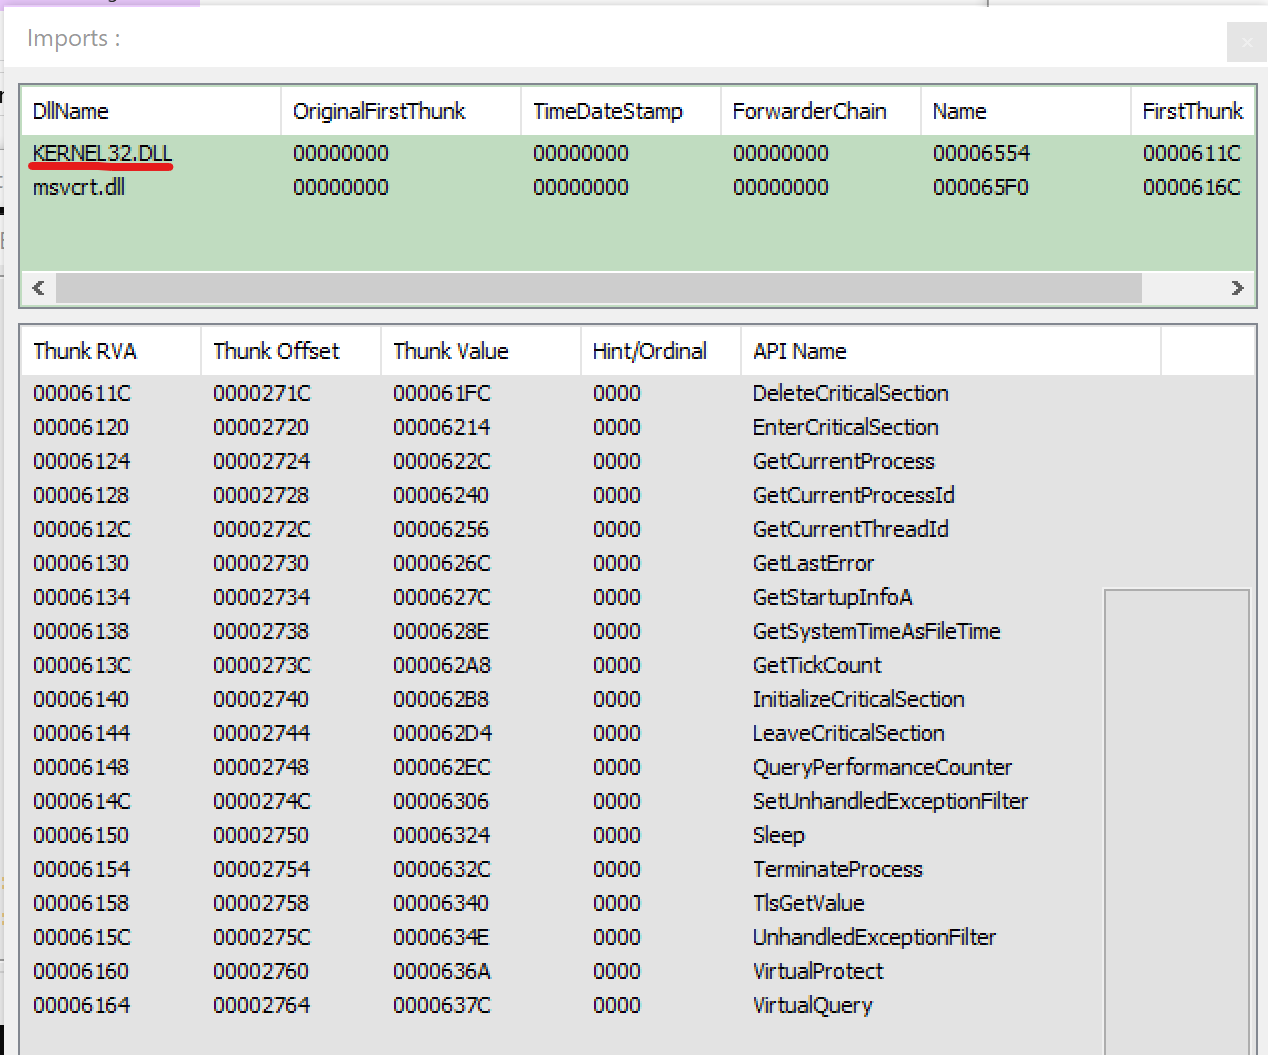 Imports :
DllName OriginalFirstThunk TimeDateStamp ForwarderChain Name FirstThunk
KERNEL32.DLL 00000000 00000000 00000000 00006554 0000611C
msvcrt.dll 00000000 00000000 00000000 000065F0 0000616C
Thunk RVA Thunk Offset Thunk Value Hint/Ordinal API Name
0000611C 0000271C 000061FC 0000 DeleteCriticalSection
00006120 00002720 00006214 0000 EnterCriticalSection
00006124 00002724 0000622C 0000 GetCurrentProcess
00006128 00002728 00006240 0000 GetCurrentProcessId
0000612C 0000272C 00006256 0000 GetCurrentThreadId
00006130 00002730 0000626C 0000 GetLastError
00006134 00002734 0000627C 0000 GetStartupInfoA
00006138 00002738 0000628E 0000 GetSystemTimeAsFileTime
0000613C 0000273C 000062A8 0000 GetTickCount
00006140 00002740 000062B8 0000 InitializeCriticalSection
00006144 00002744 000062D4 0000 LeaveCriticalSection
00006148 00002748 000062EC 0000 QueryPerformanceCounter
0000614C 0000274C 00006306 0000 SetUnhandledExceptionFilter
00006150 00002750 00006324 0000 Sleep
00006154 00002754 0000632C 0000 TerminateProcess
00006158 00002758 00006340 0000 TlsGetValue
0000615C 0000275C 0000634E 0000 UnhandledExceptionFilter
00006160 00002760 0000636A 0000 VirtualProtect
00006164 00002764 0000637C 0000 VirtualQuery